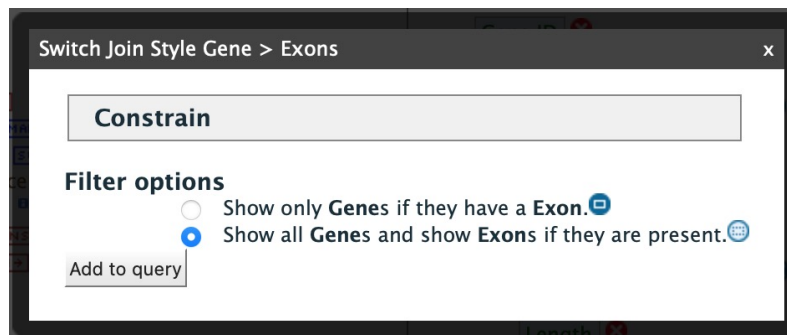 Switch Join Style Gene > Exons x
Constrain
Filter options
Show only Genes if they have a Exon.
Show all Genes and show Exons if they are present.
Add to query
Length